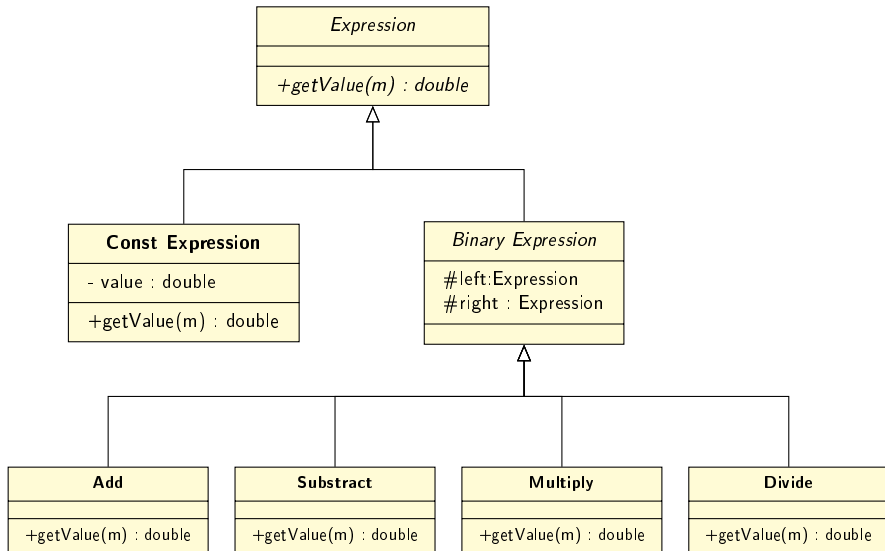 Expression
+getValue(m) : double
Const Expression
- value : double
+getValue(m) : double
Binary Expression
#left:Expression
#right : Expression
Add
+getValue(m) : double
Substract
+getValue(m) : double
Multiply
+getValue(m) : double
Divide
+getValue(m) : double